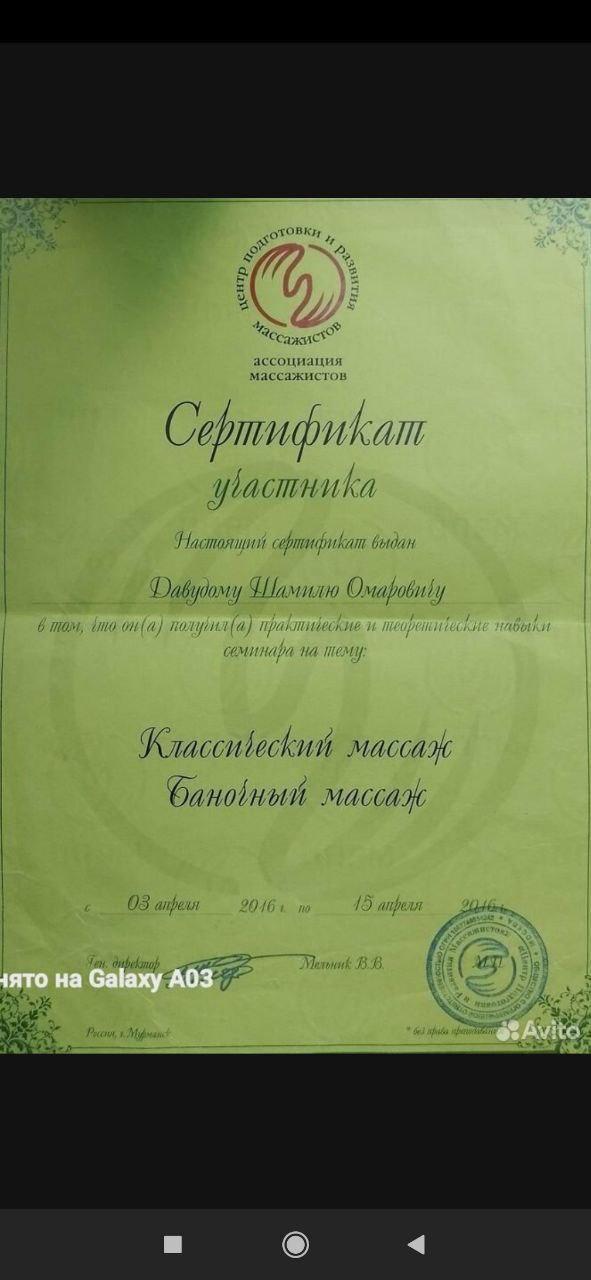 центр подготовки и развития
массажистов
ассоциация
массажистов
Сертификат
участника
Настоящий сертификат выдан
Давудому Шамилю Омаровичу
в том, что он(а) получил(а) практические и теоретические навыки
семинара на тему:
Классический массаж
Баночный массаж
с 03 апреля 2016 г. по 15 апреля 2016 г.
Ген. директор Мельник В.В. М.П.
нято на Galaxy A03
Россия, г. Мурманск * без права преподавания
Avito